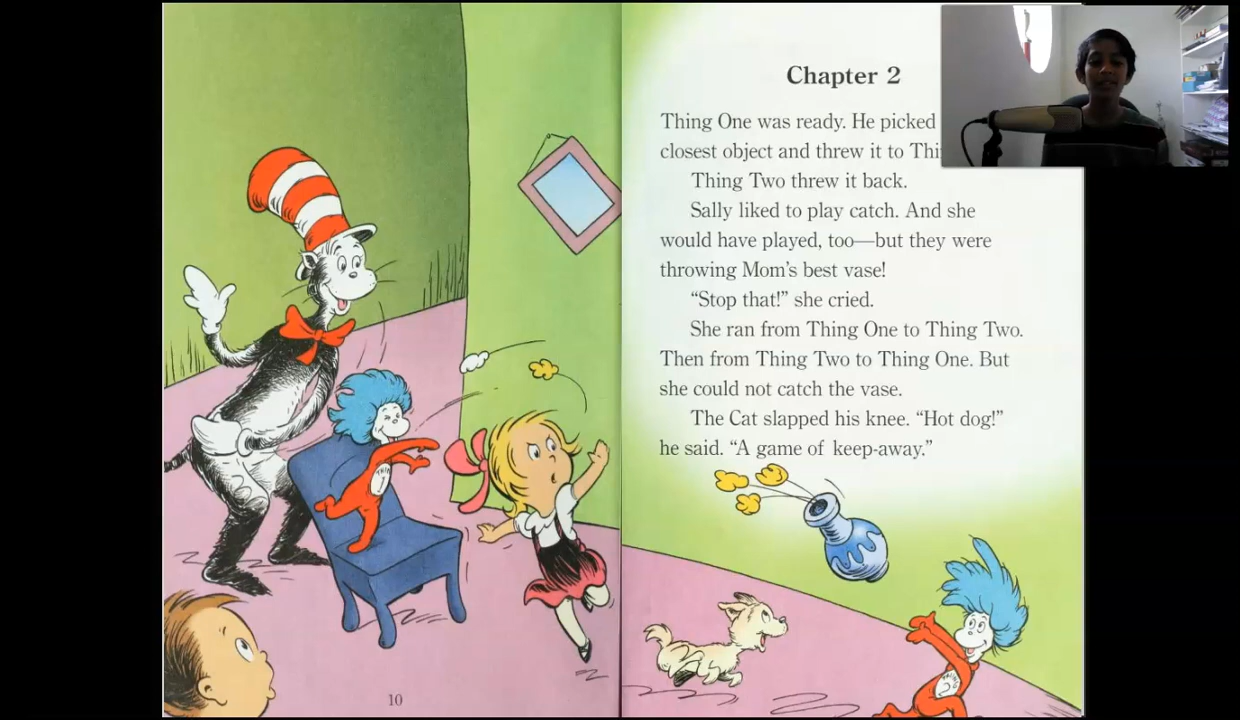 Chapter 2
Thing One was ready. He picked
closest object and threw it to
Thing Two threw it back.
Sally liked to play catch. And she
would have played, too—but they were
throwing Mom's best vase!
"Stop that!" she cried.
She ran from Thing One to Thing Two.
Then from Thing Two to Thing One. But
she could not catch the vase.
The Cat slapped his knee. "Hot dog!"
he said. "A game of keep-away."
10